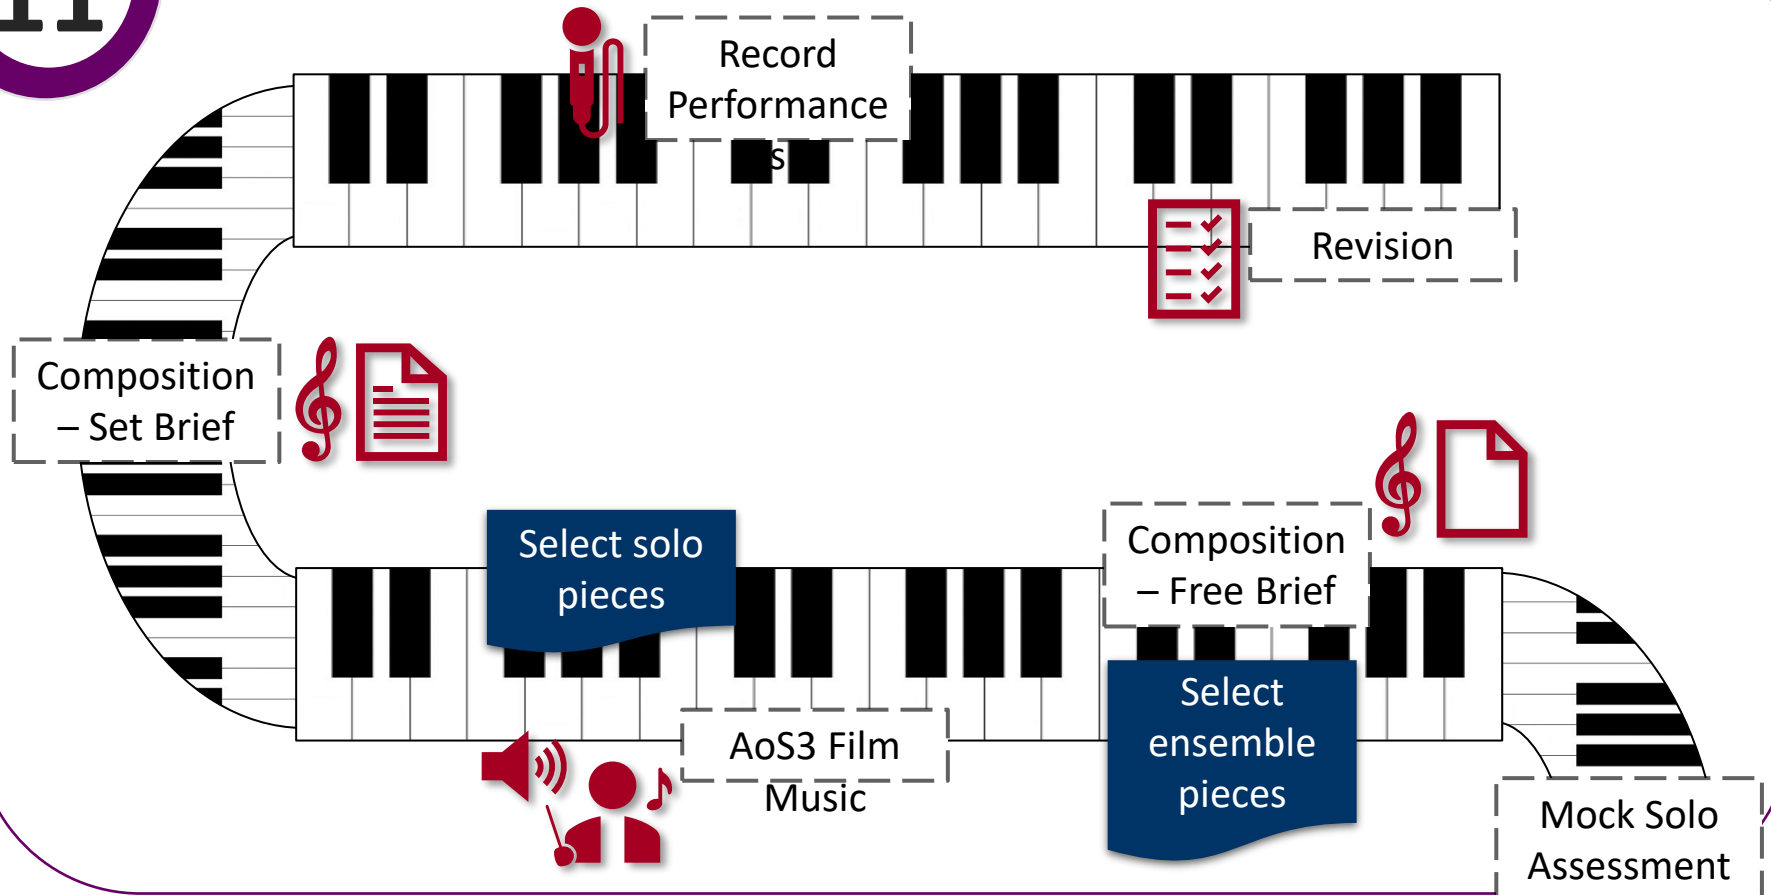 11
Record
Performance
s
Revision
Composition
– Set Brief
Select solo
pieces
Composition
– Free Brief
Select
ensemble
pieces
AoS3 Film
Music
Mock Solo
Assessment